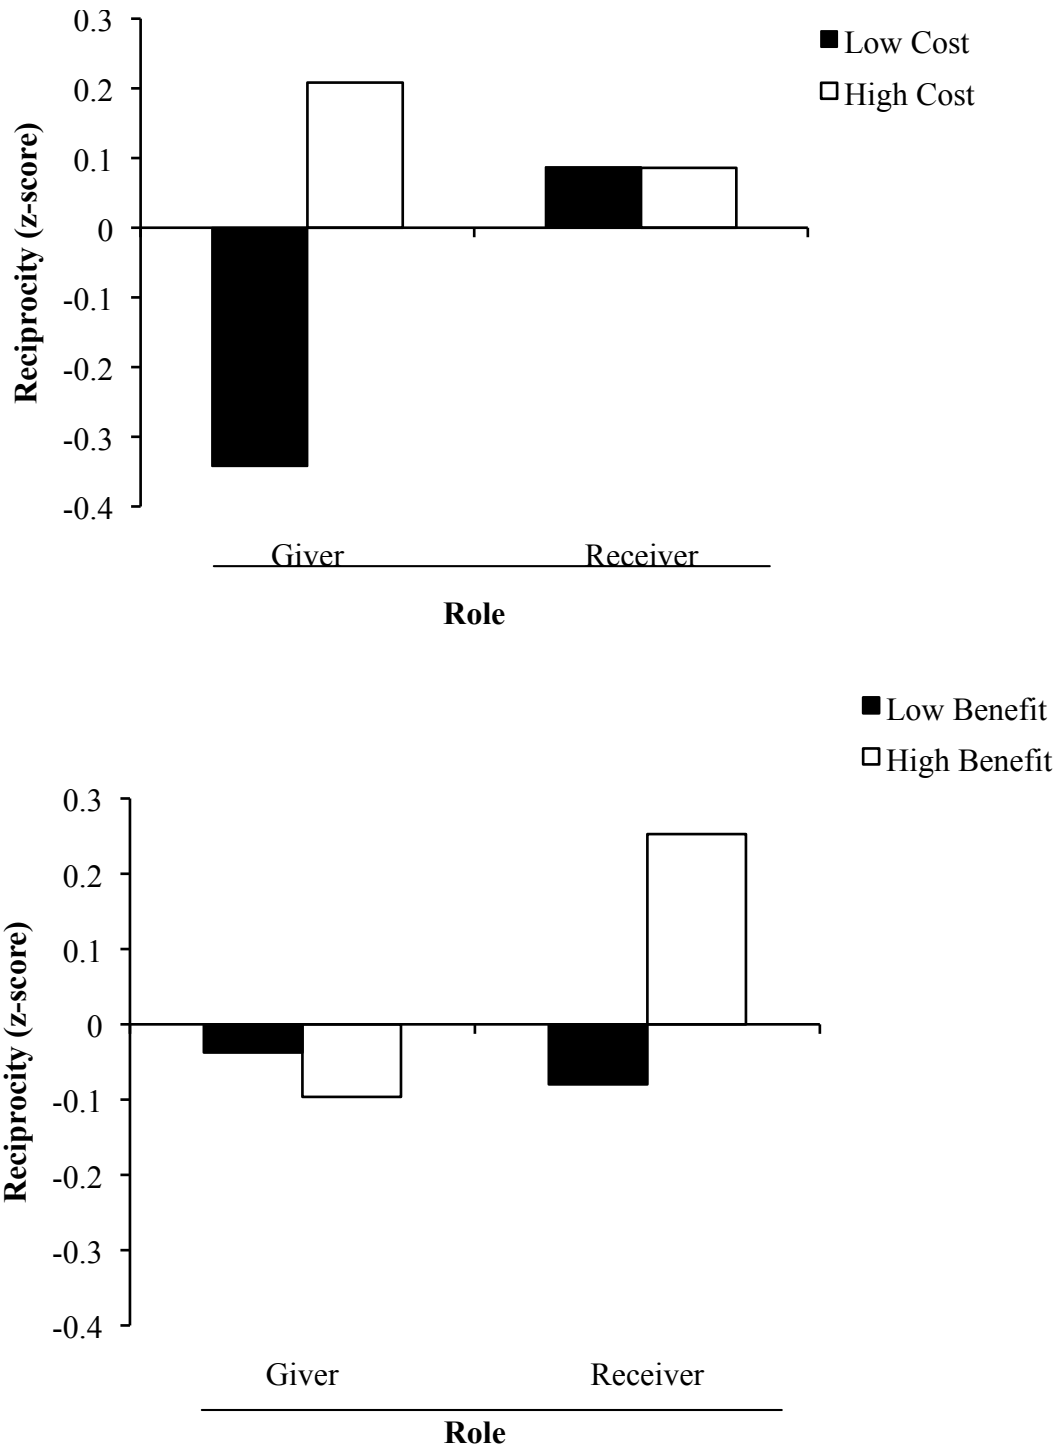 0.3
0.2
0.1
0
-0.1
-0.2
-0.3
-0.4
Reciprocity (z-score)
Low Cost
High Cost
Giver Receiver
Role
Low Benefit
High Benefit
0.3
0.2
0.1
0
-0.1
-0.2
-0.3
-0.4
Reciprocity (z-score)
Giver Receiver
Role